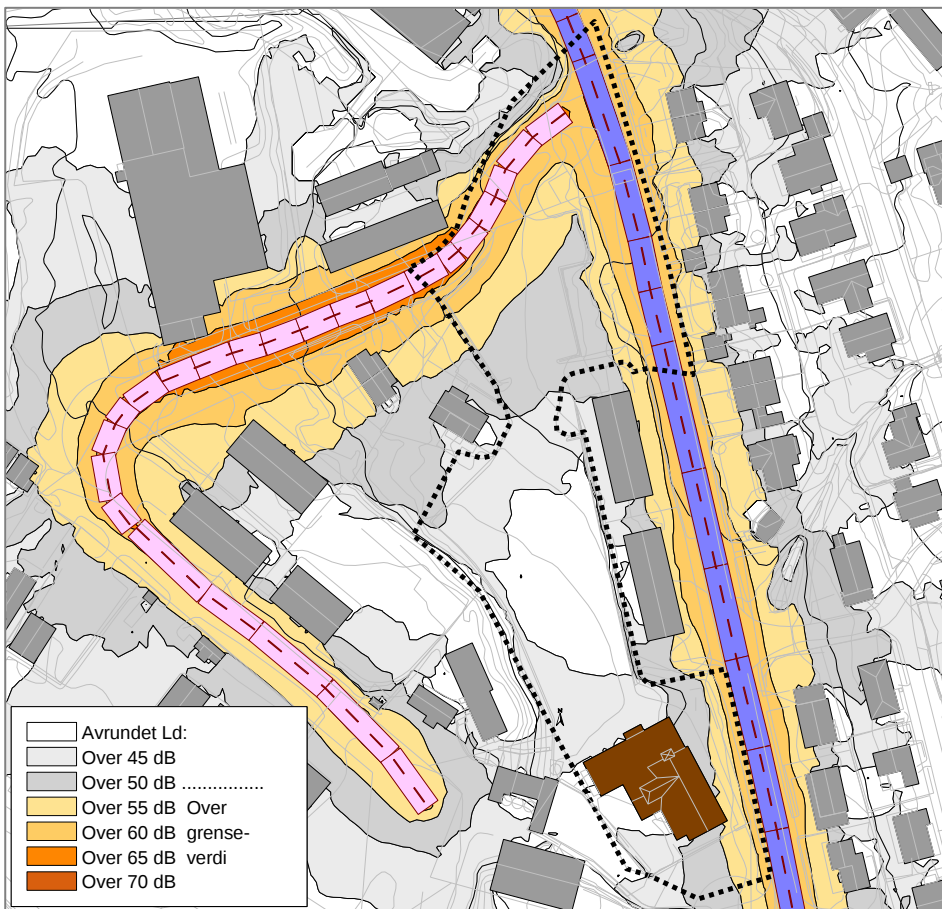 Avrundet Ld:
Over 45 dB
Over 50 dB ................
Over 55 dB Over
Over 60 dB grense-
Over 65 dB verdi
Over 70 dB